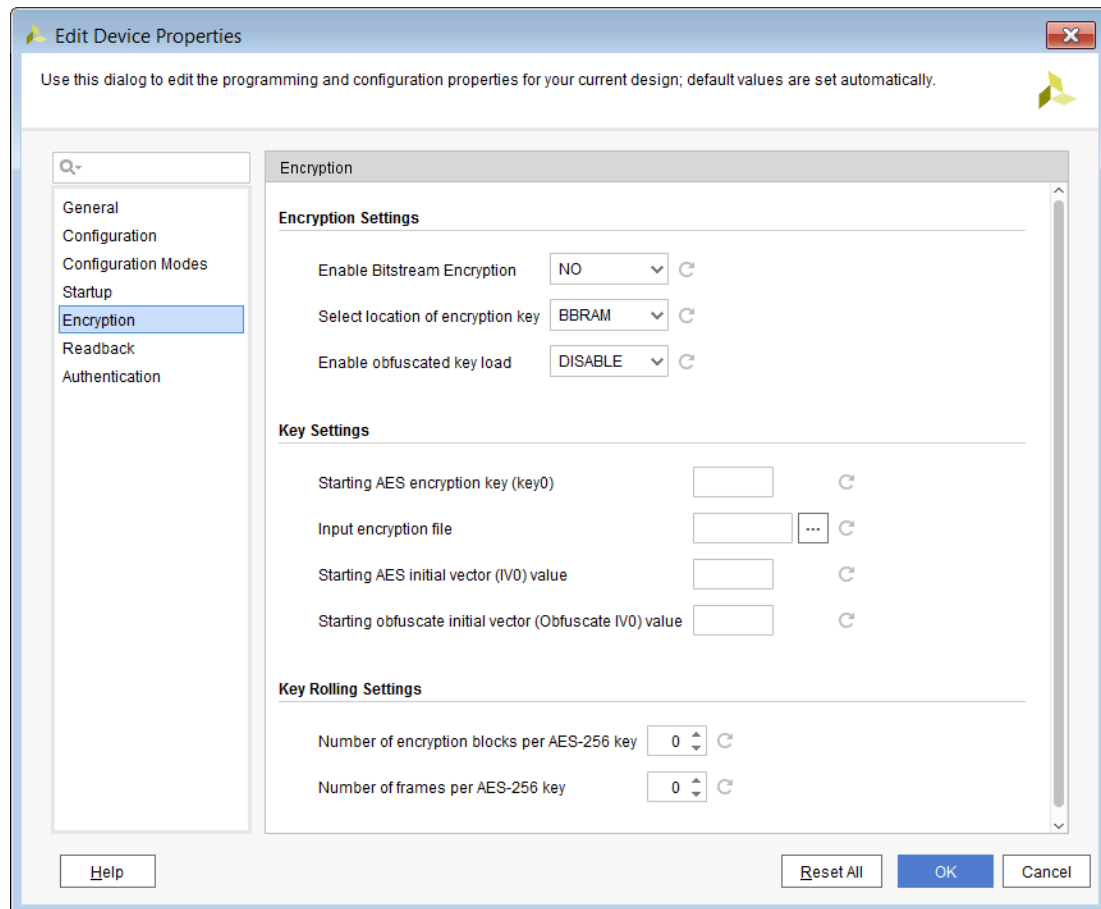 Edit Device Properties
Use this dialog to edit the programming and configuration properties for your current design; default values are set automatically.
General
Configuration
Configuration Modes
Startup
Encryption
Readback
Authentication
Encryption
Encryption Settings
Enable Bitstream Encryption NO
Select location of encryption key BBRAM
Enable obfuscated key load DISABLE
Key Settings
Starting AES encryption key (key0)
Input encryption file ...
Starting AES initial vector (IV0) value
Starting obfuscate initial vector (Obfuscate IV0) value
Key Rolling Settings
Number of encryption blocks per AES-256 key 0
Number of frames per AES-256 key 0
Help Reset All OK Cancel